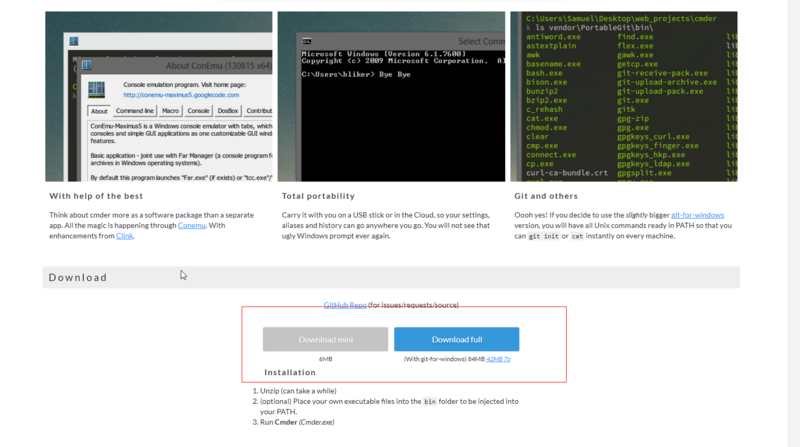 About ConEmu (130815 x64)
Console emulation program. Visit home page:
http://conemu-maximus5.googlecode.com
About Command line Macro Console DosBox Contribut
ConEmu-Maximus5 is a Windows console emulator with tabs, which
consoles and simple GUI applications as one customizable GUI window
features.
Basic application - joint use with Far Manager (a console program fo
archives in Windows operating systems).
By default this program launches "Far.exe" (if exists) or "tcc.exe")
Select Comm
Microsoft Windows [Version 6.1.7600]
Copyright (c) 2009 Microsoft Corporation. Al
C:\Users\bliker> Bye Bye
C:\Users\Samuel\Desktop\web_projects\cmder
λ ls vendor\PortableGit\bin\
antiword.exe find.exe lib
astextplain flex.exe lib
awk gawk.exe lib
basename.exe getcp.exe lib
bash.exe git-receive-pack.exe lib
bison.exe git-upload-archive.exe lib
bunzip2 git-upload-pack.exe lib
bzip2.exe git.exe lib
c_rehash gitk lib
cat.exe gpg-zip lib
chmod.exe gpg.exe lib
clear gpgkeys_curl.exe lib
cmp.exe gpgkeys_finger.exe lib
connect.exe gpgkeys_hkp.exe lib
cp.exe gpgkeys_ldap.exe lib
curl-ca-bundle.crt gpgsplit.exe lib
With help of the best
Think about cmder more as a software package than a separate
app. All the magic is happening through Conemu. With
enhancements from Clink.
Total portability
Carry it with you on a USB stick or in the Cloud, so your settings,
aliases and history can go anywhere you go. You will not see that
ugly Windows prompt ever again.
Git and others
Oooh yes! If you decide to use the slightly bigger git-for-windows
version, you will have all Unix commands ready in PATH so that you
can git init or cat instantly on every machine.
Download
GitHub Repo (for issues/requests/source)
Download mini
Download full
6MB
(With git-for-windows) 84MB 42MB 7z
Installation
1. Unzip (can take a while)
2. (optional) Place your own executable files into the bin folder to be injected into
your PATH.
3. Run Cmder (Cmder.exe)